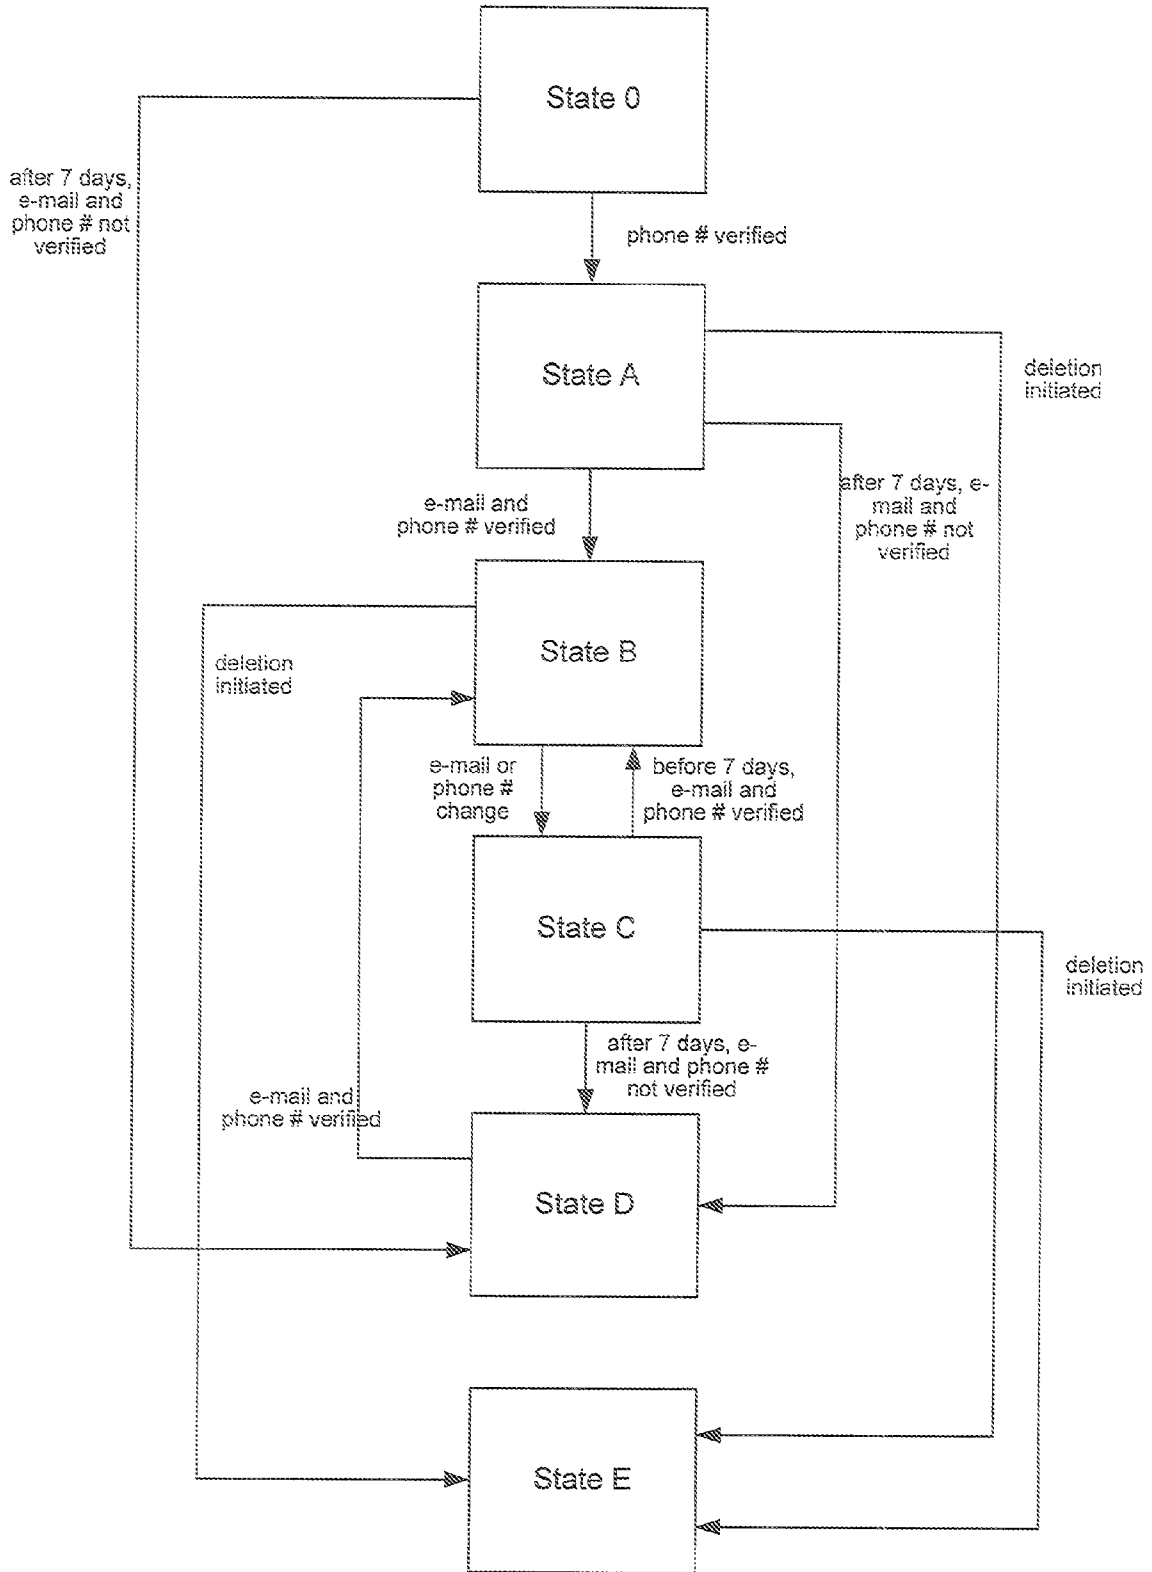 State 0
after 7 days,
e-mail and
phone # not
verified
phone # verified
State A
deletion
initiated
after 7 days, e-
mail and
phone # not
verified
e-mail and
phone # verified
State B
deletion
initiated
e-mail or
phone #
change
before 7 days,
e-mail and
phone # verified
State C
deletion
initiated
after 7 days, e-
mail and phone #
not verified
e-mail and
phone # verified
State D
State E